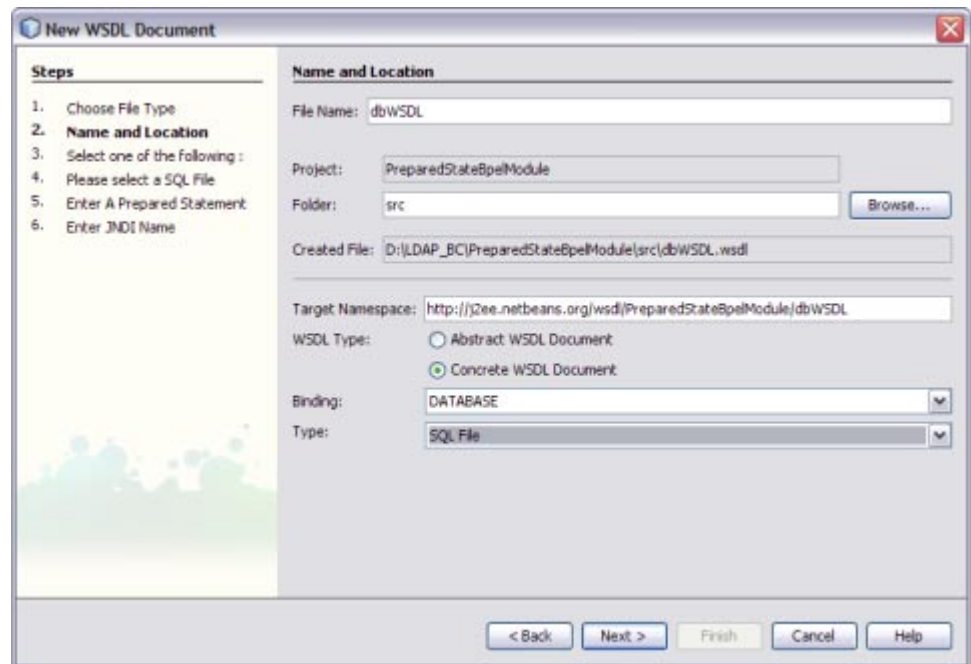 New WSDL Document
Steps
1. Choose File Type
2. Name and Location
3. Select one of the following :
4. Please select a SQL File
5. Enter A Prepared Statement
6. Enter JNDI Name
Name and Location
File Name: dbWSDL
Project: PreparedStateBpelModule
Folder: src Browse...
Created File: D:\LDAP_BC\PreparedStateBpelModule\src\dbWSDL.wsdl
Target Namespace: http://j2ee.netbeans.org/wsdl/PreparedStateBpelModule/dbWSDL
WSDL Type: Abstract WSDL Document
Concrete WSDL Document
Binding: DATABASE
Type: SQL File
< Back Next > Finish Cancel Help